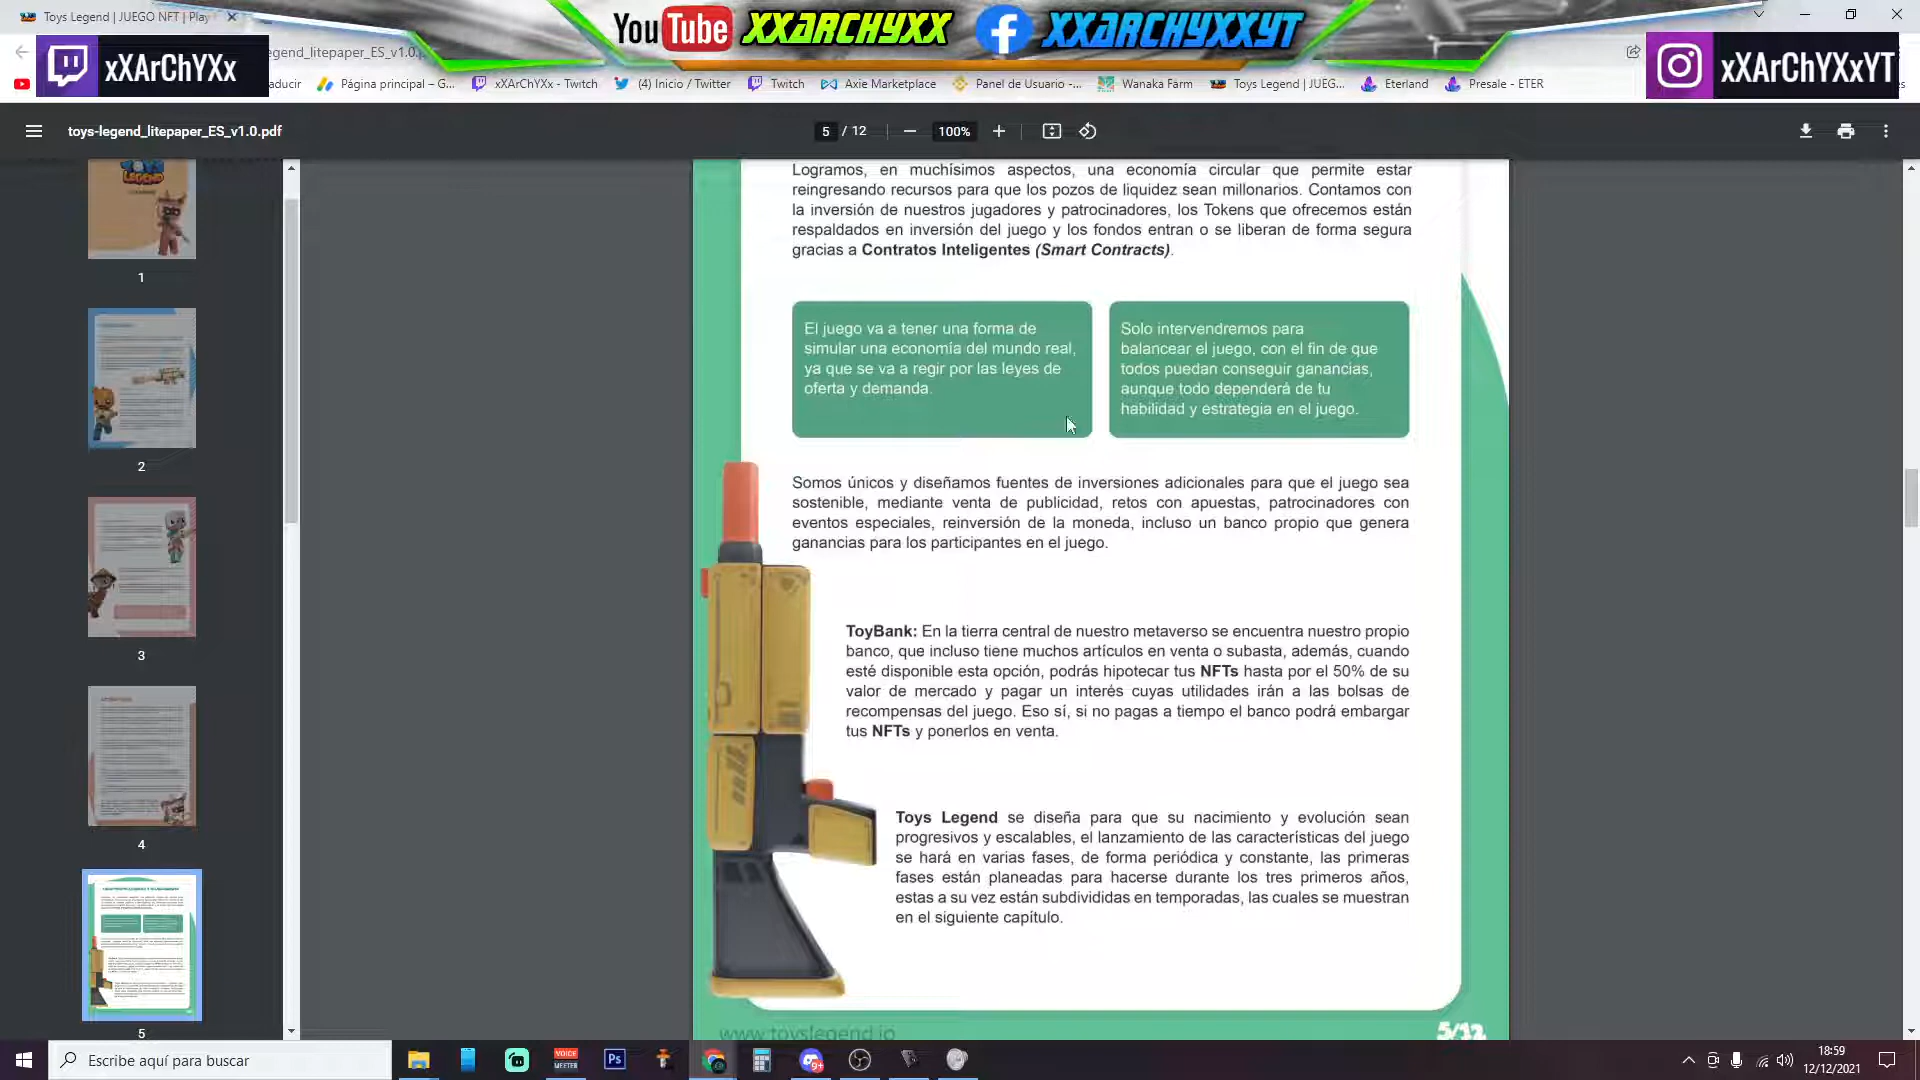 Toys Legend | JUEGO NFT | Play
You Tube xXARCHYXX
XXARCHYXXYT
xXArChYXx
egend_litepaper_ES_v1.0.p
xXArChYXxYT
aducir
Página principal – G...
xXArChYXx - Twitch
(4) Inicio / Twitter
Twitch
Axie Marketplace
Panel de Usuario -...
Wanaka Farm
Toys Legend | JUEG...
Eterland
Presale - ETER
toys-legend_litepaper_ES_v1.0.pdf
5 / 12
100%
TOYS LEGEND
1
2
3
4
5
Logramos, en muchísimos aspectos, una economía circular que permite estar
reingresando recursos para que los pozos de liquidez sean millonarios. Contamos con
la inversión de nuestros jugadores y patrocinadores, los Tokens que ofrecemos están
respaldados en inversión del juego y los fondos entran o se liberan de forma segura
gracias a Contratos Inteligentes (Smart Contracts).
El juego va a tener una forma de
simular una economía del mundo real,
ya que se va a regir por las leyes de
oferta y demanda.
Solo intervendremos para
balancear el juego, con el fin de que
todos puedan conseguir ganancias,
aunque todo dependerá de tu
habilidad y estrategia en el juego.
Somos únicos y diseñamos fuentes de inversiones adicionales para que el juego sea
sostenible, mediante venta de publicidad, retos con apuestas, patrocinadores con
eventos especiales, reinversión de la moneda, incluso un banco propio que genera
ganancias para los participantes en el juego.
ToyBank: En la tierra central de nuestro metaverso se encuentra nuestro propio
banco, que incluso tiene muchos artículos en venta o subasta, además, cuando
esté disponible esta opción, podrás hipotecar tus NFTs hasta por el 50% de su
valor de mercado y pagar un interés cuyas utilidades irán a las bolsas de
recompensas del juego. Eso sí, si no pagas a tiempo el banco podrá embargar
tus NFTs y ponerlos en venta.
Toys Legend se diseña para que su nacimiento y evolución sean
progresivos y escalables, el lanzamiento de las características del juego
se hará en varias fases, de forma periódica y constante, las primeras
fases están planeadas para hacerse durante los tres primeros años,
estas a su vez están subdivididas en temporadas, las cuales se muestran
en el siguiente capítulo.
www.toyslegend.io
5/12
Escribe aquí para buscar
VOICE MEETER
Ps
9+
18:59
12/12/2021